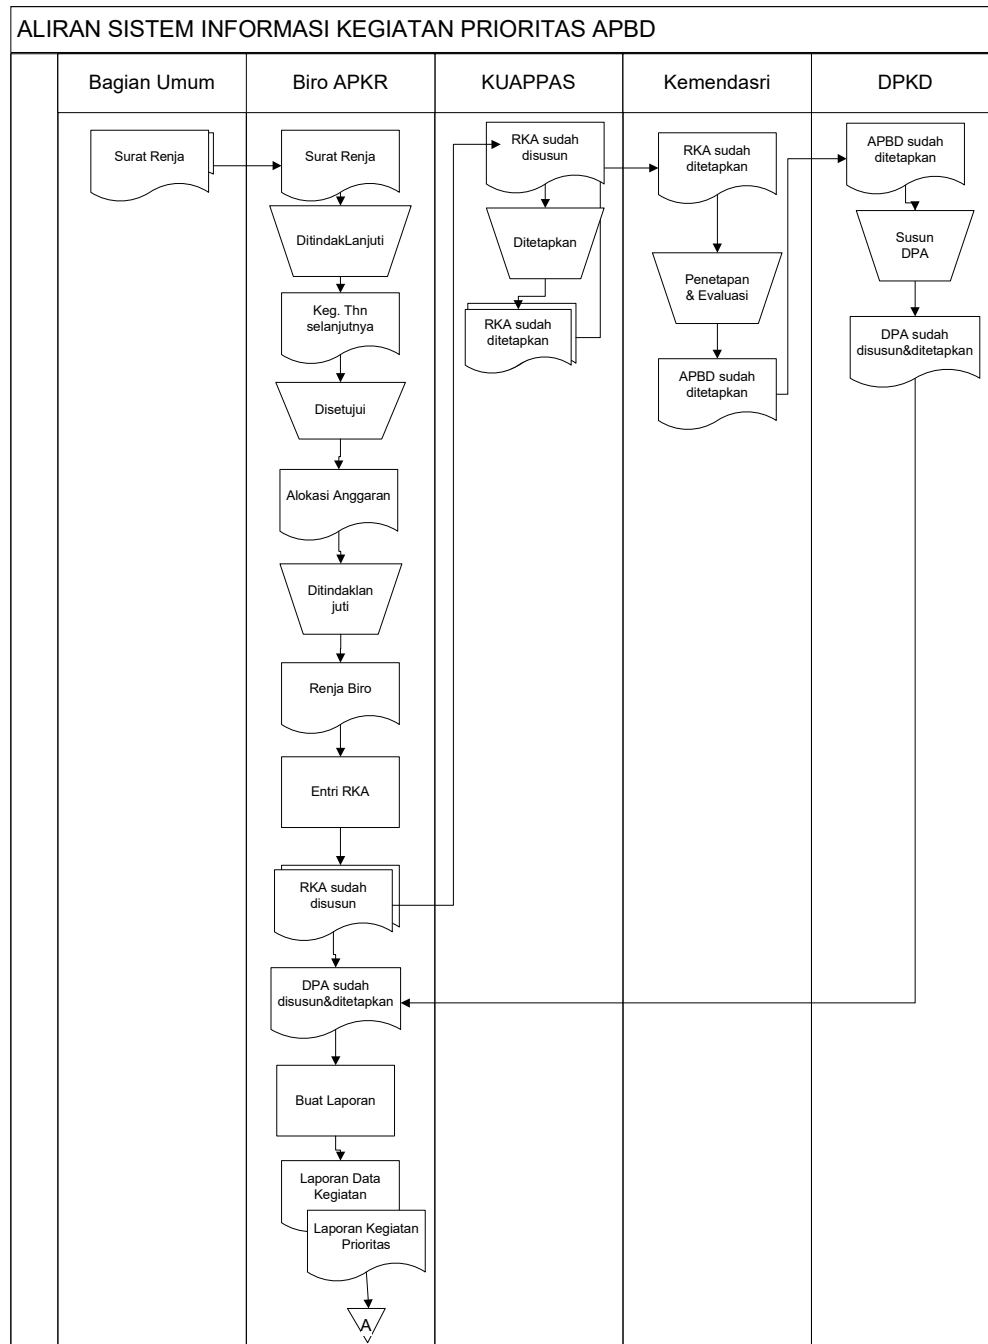 ALIRAN SISTEM INFORMASI KEGIATAN PRIORITAS APBD
Bagian Umum
Biro APKR
KUAPPAS
Kemendasri
DPKD
Surat Renja
Surat Renja
DitindakLanjuti
Keg. Thn
selanjutnya
Disetujui
Alokasi Anggaran
Ditindaklan
juti
Renja Biro
Entri RKA
RKA sudah
disusun
DPA sudah
disusun&ditetapkan
Buat Laporan
Laporan Data
Kegiatan
Laporan Kegiatan
Prioritas
A
RKA sudah
disusun
Ditetapkan
RKA sudah
ditetapkan
RKA sudah
ditetapkan
Penetapan
& Evaluasi
APBD sudah
ditetapkan
APBD sudah
ditetapkan
Susun
DPA
DPA sudah
disusun&ditetapkan